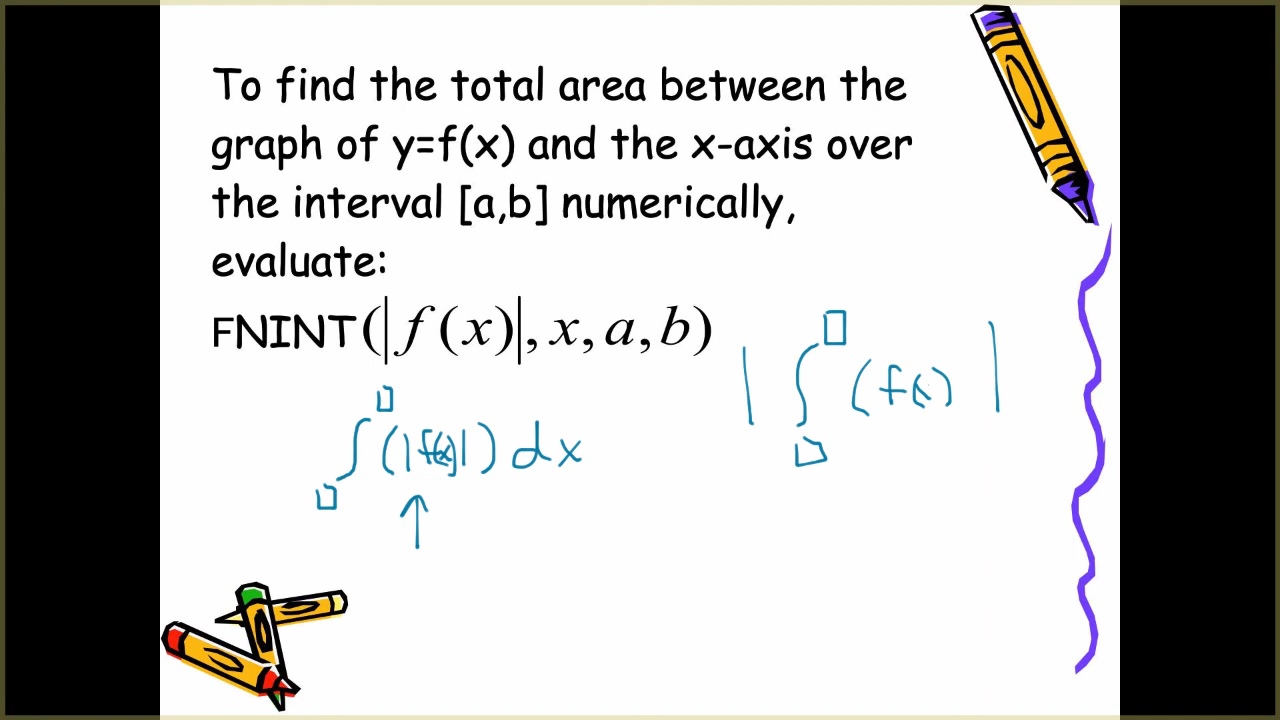 To find the total area between the
graph of y=f(x) and the x-axis over
the interval [a,b] numerically,
evaluate:
FNINT(|f(x)|, x, a, b)
| ∫ (f(x) |
∫ (|f(x)|) dx